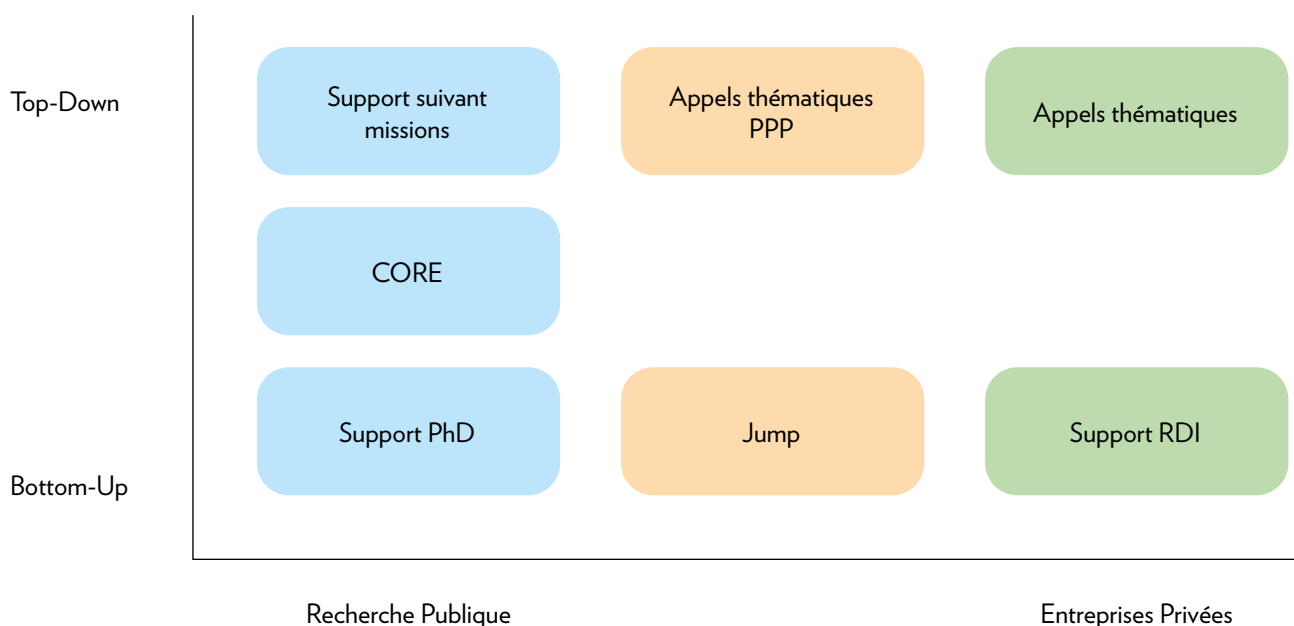 Top-Down
Support suivant
missions
Appels thématiques
PPP
Appels thématiques
CORE
Support PhD
Jump
Support RDI
Bottom-Up
Recherche Publique
Entreprises Privées